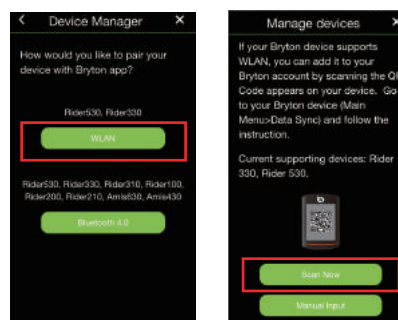 Device Manager
How would you like to pair your
device with Bryton app?
Rider530, Rider330
WLAN
Rider530, Rider330, Rider310, Rider100,
Rider200, Rider210, Amis630, Amis430
Bluetooth 4.0
Manage devices
If your Bryton device supports
WLAN, you can add it to your
Bryton account by scanning the QR
Code appears on your device. Go
to your Bryton device (Main
Menu>Data Sync) and follow the
instruction.
Current supporting devices: Rider
330, Rider 530.
Scan Now
Manual Input